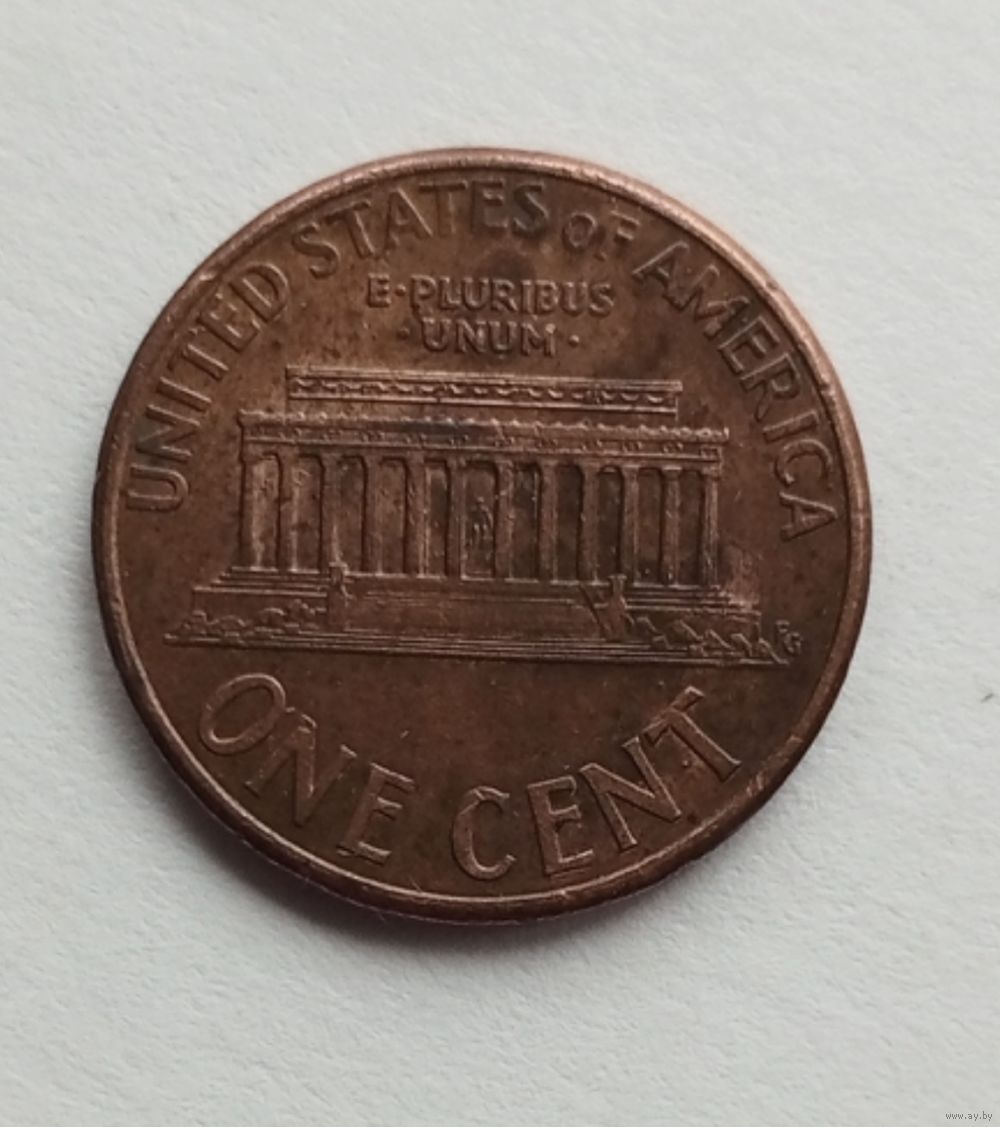 UNITED STATES OF AMERICA
E·PLURIBUS
·UNUM·
FG
ONE CENT
www.ay.by